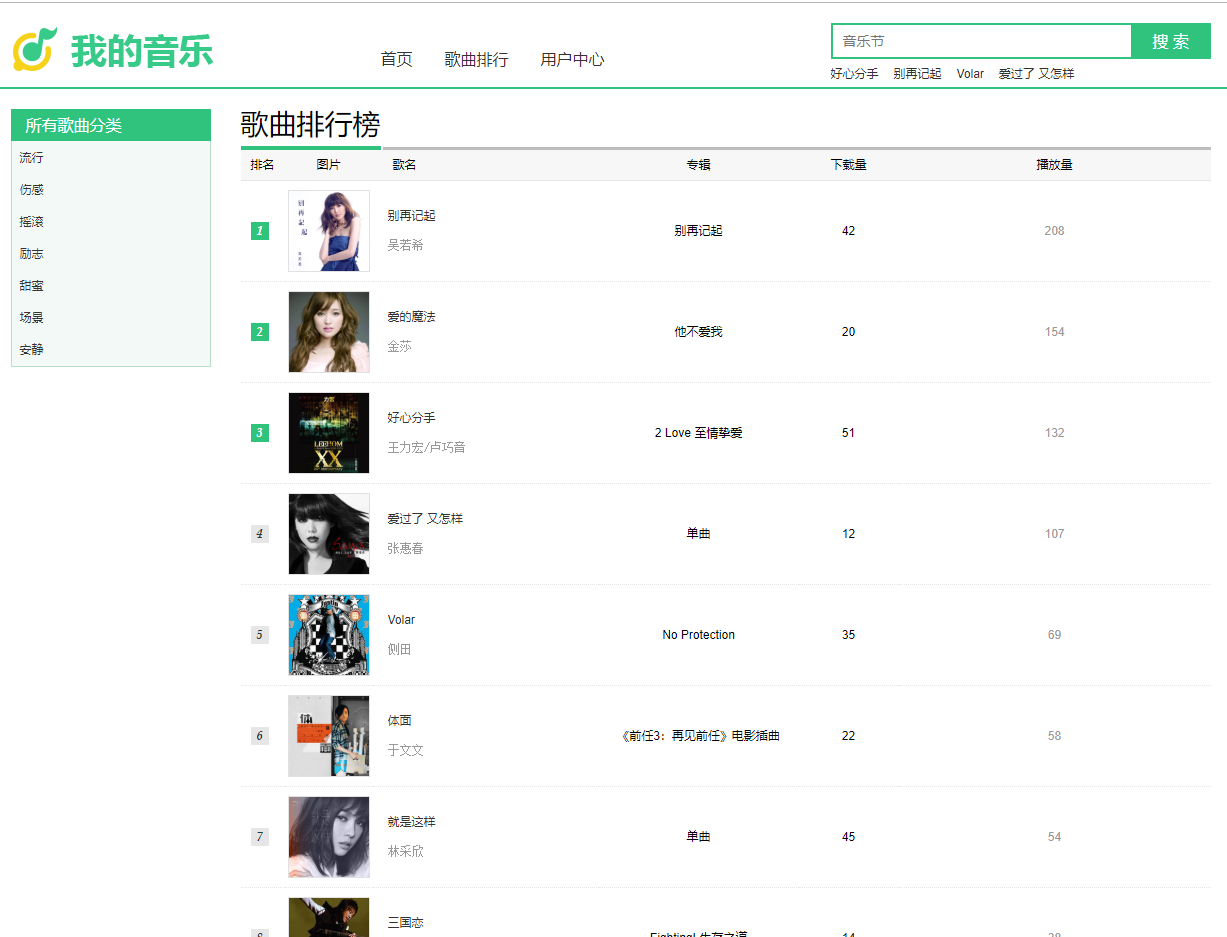 我的音乐
首页 歌曲排行 用户中心
音乐节 搜 索
好心分手 别再记起 Volar 爱过了 又怎样
所有歌曲分类
流行
伤感
摇滚
励志
甜蜜
场景
安静
歌曲排行榜
排名 图片 歌名 专辑 下载量 播放量
1 别再记起 吴若希 别再记起 42 208
别再記起
2 爱的魔法 金莎 他不爱我 20 154
3 好心分手 王力宏/卢巧音 2 Love 至情挚爱 51 132
LEEHOM
XX
4 爱过了 又怎样 张惠春 单曲 12 107
5 Volar 侧田 No Protection 35 69
6 体面 于文文 《前任3：再见前任》电影插曲 22 58
7 就是这样 林采欣 单曲 45 54
8 三国恋 Fighting! 生存之道 14 38